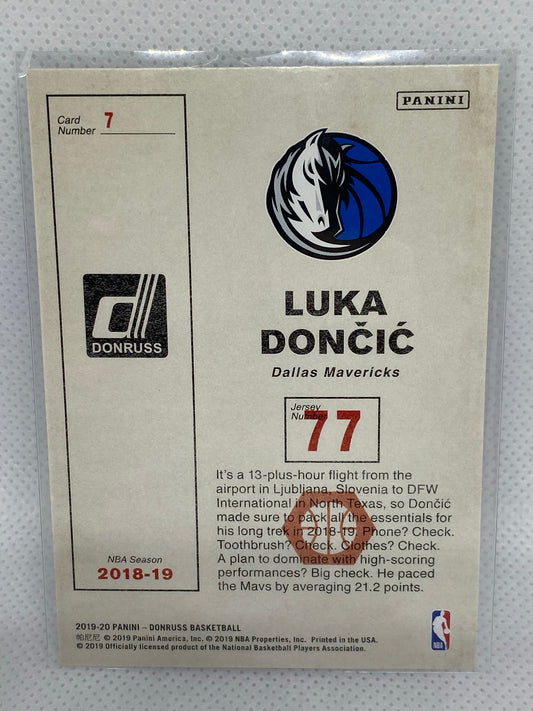 Card
Number 7
PANINI
d
DONRUSS
LUKA
DONČIĆ
Dallas Mavericks
Jersey
Number
77
It's a 13-plus-hour flight from the
airport in Ljubljana, Slovenia to DFW
International in North Texas, so Dončić
made sure to pack all the essentials for
his long trek in 2018-19. Phone? Check.
Toothbrush? Check. Clothes? Check.
A plan to dominate with high-scoring
performances? Big check. He paced
the Mavs by averaging 21.2 points.
NBA Season
2018-19
2019-20 PANINI – DONRUSS BASKETBALL
帕尼尼 © 2019 Panini America, Inc. © 2019 NBA Properties, Inc. Printed in the USA.
© 2019 Officially licensed product of the National Basketball Players Association.
NBA